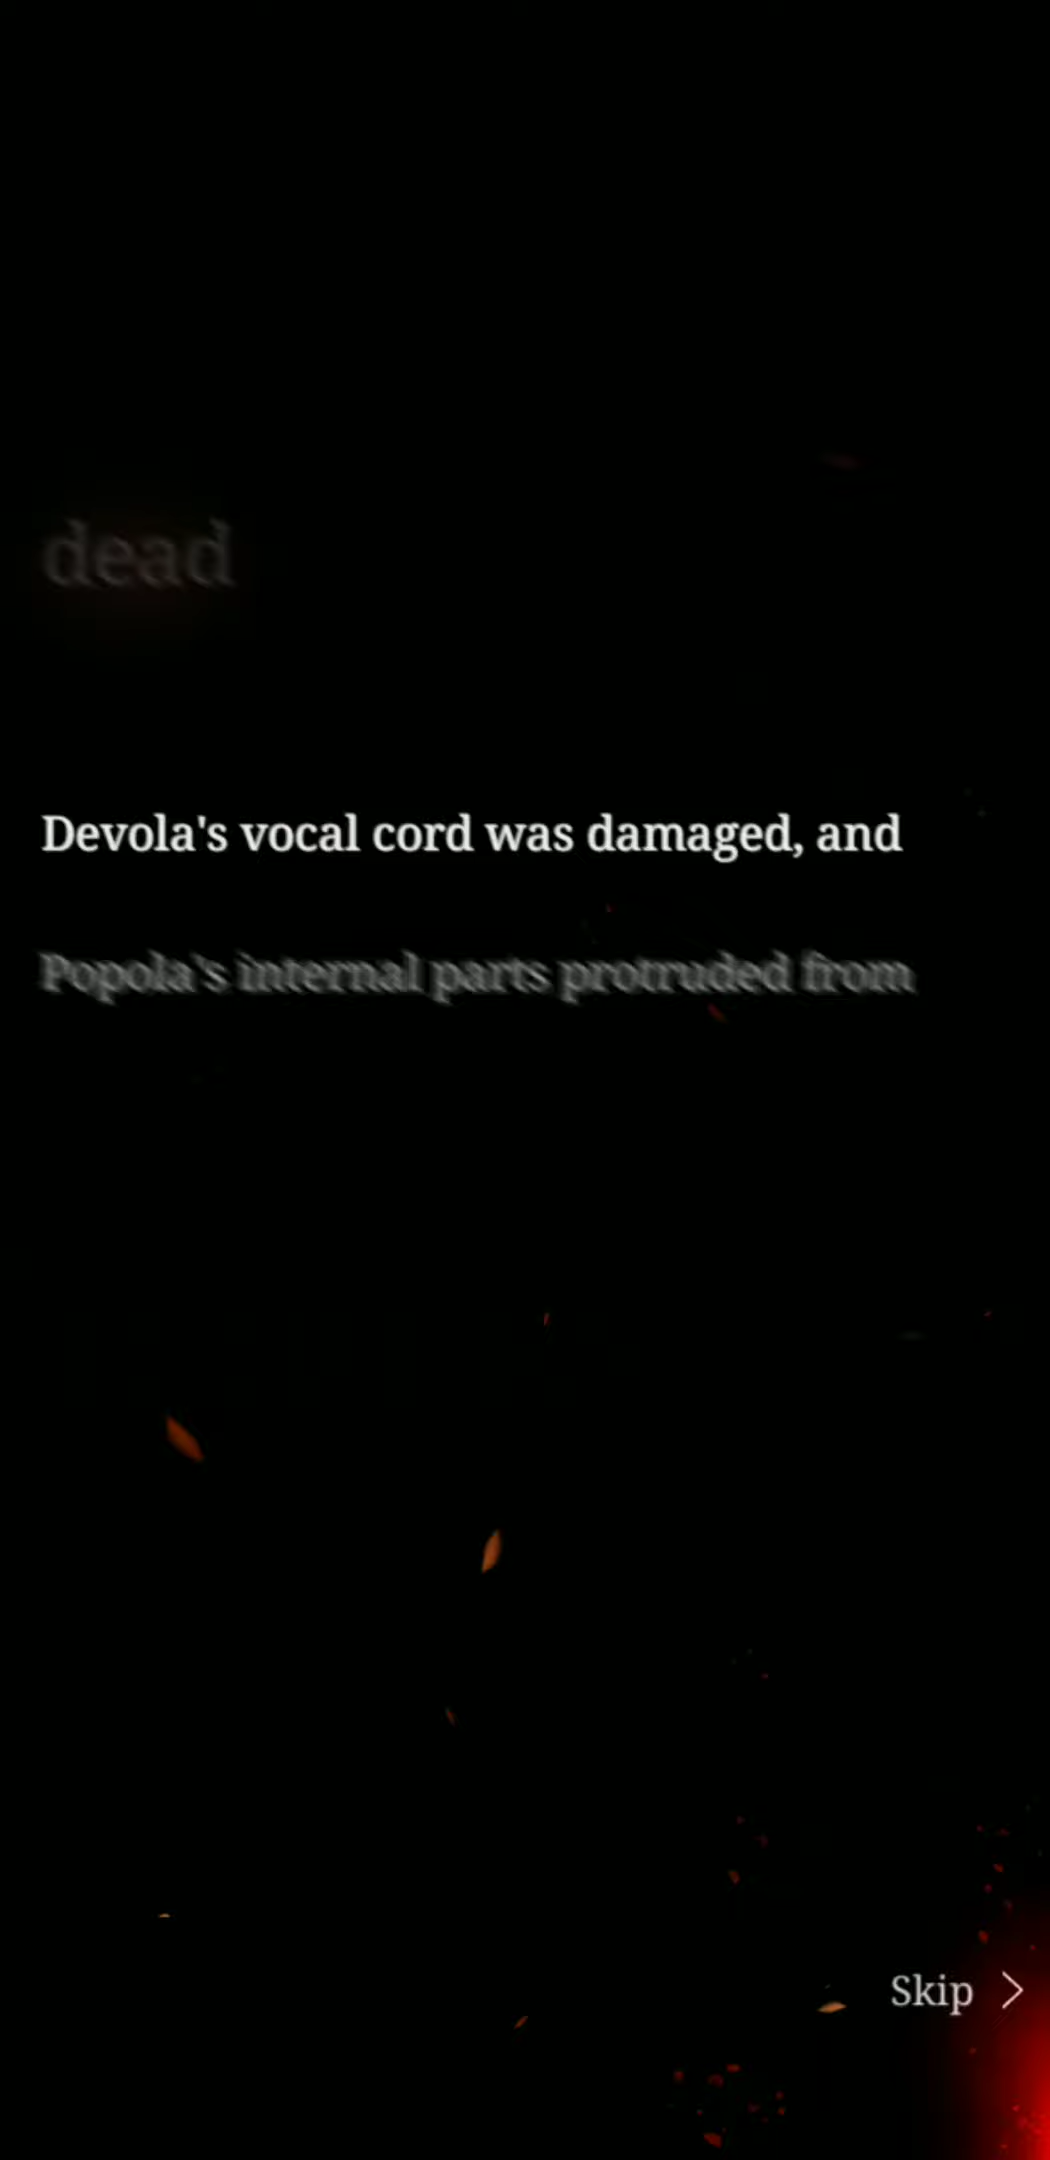 dead
Devola's vocal cord was damaged, and
Popola's internal parts protruded from
Skip